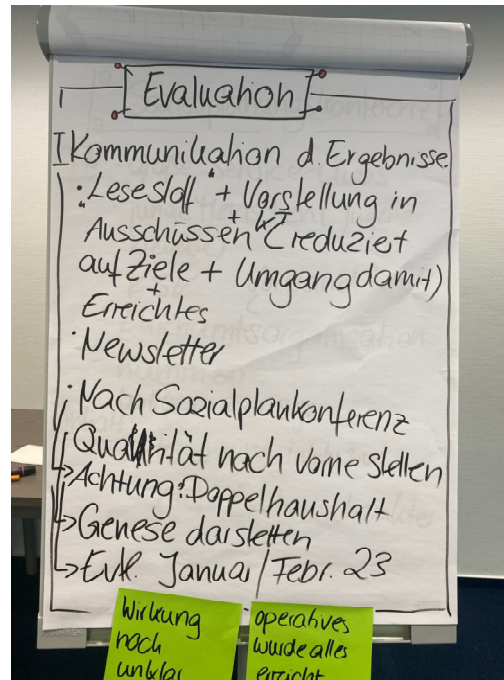 Evaluation
I Kommunikation d. Ergebnisse
• "Lesestoff" + Vorstellung in
+
Ausschüssen (reduziert
auf Ziele + Umgang damit)
+
Erreichtes
• Newsletter
• Nach Sozialplankonferenz
Qualität nach vorne stellen
→ Achtung: Doppelhaushalt
→ Genese darstellen
→ Evtl. Januar/Febr. 23
Wirkung
noch
unklar
operatives
wurde alles
erreicht